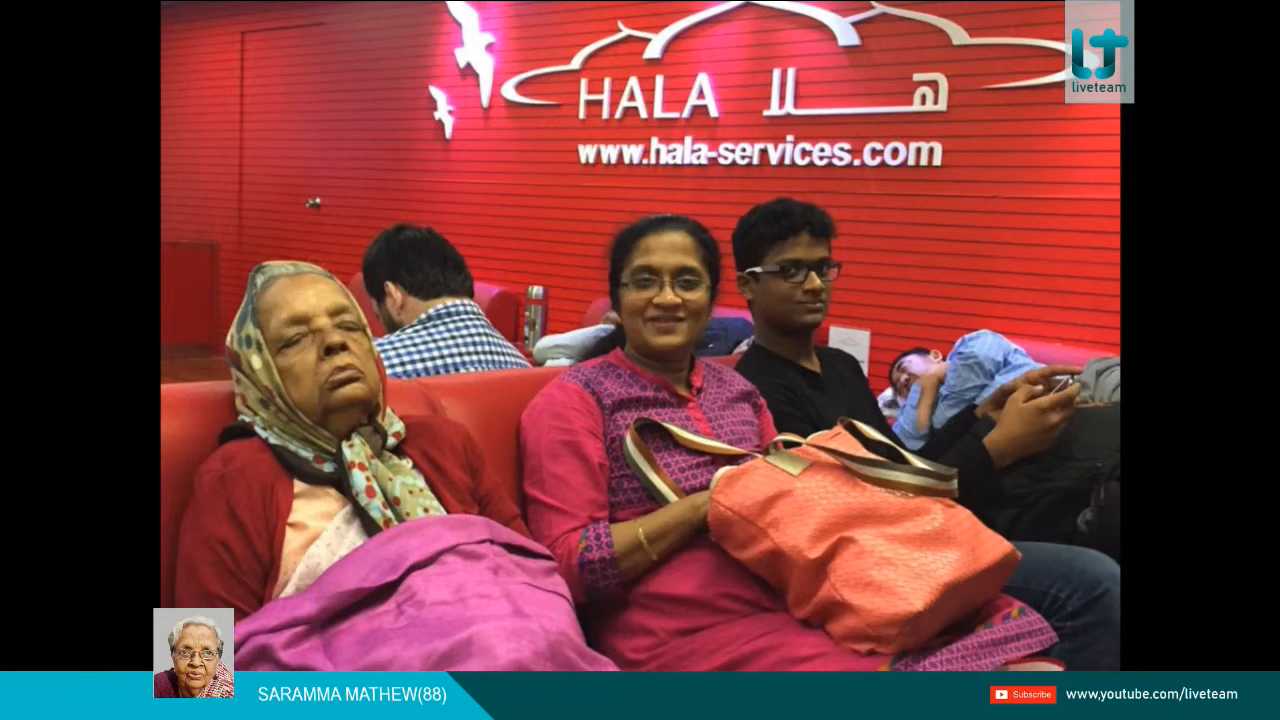 HALA هلا
www.hala-services.com
liveteam
SARAMMA MATHEW(88)
Subscribe
www.youtube.com/liveteam